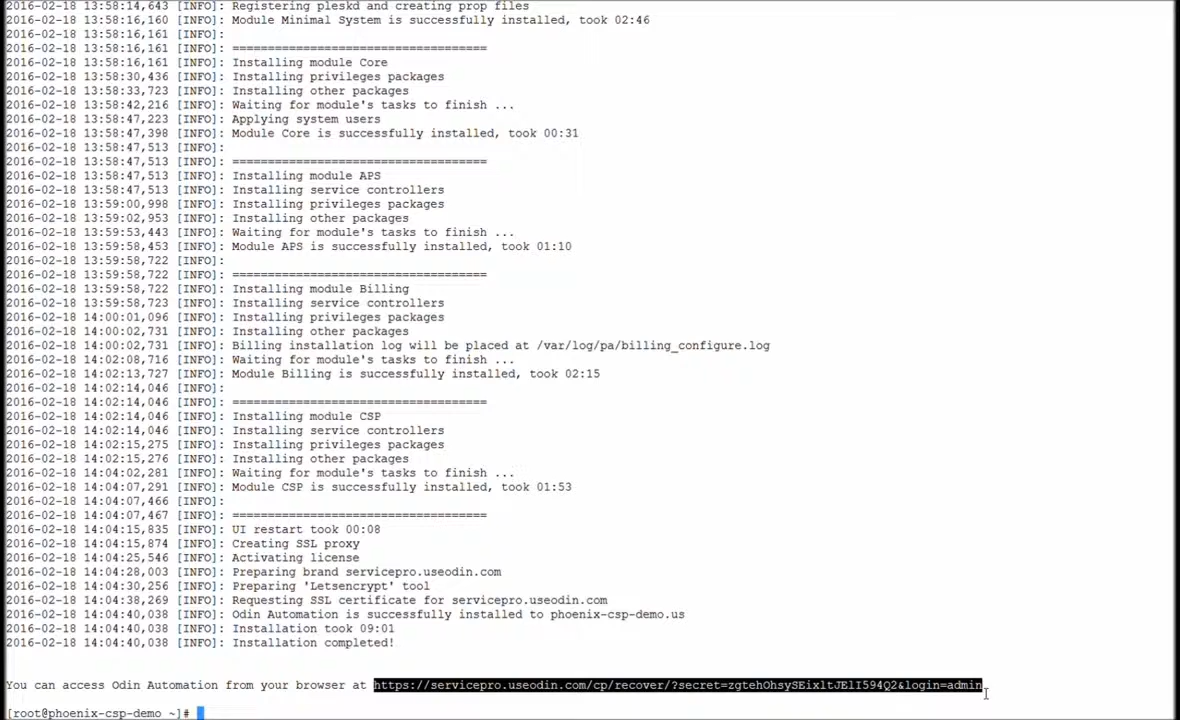 2016-02-18 13:58:14,643 [INFO]: Registering pleskd and creating prop files
2016-02-18 13:58:16,160 [INFO]: Module Minimal System is successfully installed, took 02:46
2016-02-18 13:58:16,161 [INFO]:
2016-02-18 13:58:16,161 [INFO]: ====================================
2016-02-18 13:58:16,161 [INFO]: Installing module Core
2016-02-18 13:58:30,436 [INFO]: Installing privileges packages
2016-02-18 13:58:33,723 [INFO]: Installing other packages
2016-02-18 13:58:42,216 [INFO]: Waiting for module's tasks to finish ...
2016-02-18 13:58:47,223 [INFO]: Applying system users
2016-02-18 13:58:47,398 [INFO]: Module Core is successfully installed, took 00:31
2016-02-18 13:58:47,513 [INFO]:
2016-02-18 13:58:47,513 [INFO]: ====================================
2016-02-18 13:58:47,513 [INFO]: Installing module APS
2016-02-18 13:58:47,513 [INFO]: Installing service controllers
2016-02-18 13:59:00,998 [INFO]: Installing privileges packages
2016-02-18 13:59:02,953 [INFO]: Installing other packages
2016-02-18 13:59:53,443 [INFO]: Waiting for module's tasks to finish ...
2016-02-18 13:59:58,453 [INFO]: Module APS is successfully installed, took 01:10
2016-02-18 13:59:58,722 [INFO]:
2016-02-18 13:59:58,722 [INFO]: ====================================
2016-02-18 13:59:58,722 [INFO]: Installing module Billing
2016-02-18 13:59:58,723 [INFO]: Installing service controllers
2016-02-18 14:00:01,096 [INFO]: Installing privileges packages
2016-02-18 14:00:02,731 [INFO]: Installing other packages
2016-02-18 14:00:02,731 [INFO]: Billing installation log will be placed at /var/log/pa/billing_configure.log
2016-02-18 14:02:08,716 [INFO]: Waiting for module's tasks to finish ...
2016-02-18 14:02:13,727 [INFO]: Module Billing is successfully installed, took 02:15
2016-02-18 14:02:14,046 [INFO]:
2016-02-18 14:02:14,046 [INFO]: ====================================
2016-02-18 14:02:14,046 [INFO]: Installing module CSP
2016-02-18 14:02:14,046 [INFO]: Installing service controllers
2016-02-18 14:02:15,275 [INFO]: Installing privileges packages
2016-02-18 14:02:15,276 [INFO]: Installing other packages
2016-02-18 14:04:02,281 [INFO]: Waiting for module's tasks to finish ...
2016-02-18 14:04:07,291 [INFO]: Module CSP is successfully installed, took 01:53
2016-02-18 14:04:07,466 [INFO]:
2016-02-18 14:04:07,467 [INFO]: ====================================
2016-02-18 14:04:15,835 [INFO]: UI restart took 00:08
2016-02-18 14:04:15,874 [INFO]: Creating SSL proxy
2016-02-18 14:04:25,546 [INFO]: Activating license
2016-02-18 14:04:28,003 [INFO]: Preparing brand servicepro.useodin.com
2016-02-18 14:04:30,256 [INFO]: Preparing 'Letsencrypt' tool
2016-02-18 14:04:38,269 [INFO]: Requesting SSL certificate for servicepro.useodin.com
2016-02-18 14:04:40,038 [INFO]: Odin Automation is successfully installed to phoenix-csp-demo.us
2016-02-18 14:04:40,038 [INFO]: Installation took 09:01
2016-02-18 14:04:40,038 [INFO]: Installation completed!
You can access Odin Automation from your browser at https://servicepro.useodin.com/cp/recover/?secret=zgtehOhsySEixltJElI594Q2&login=admin
[root@phoenix-csp-demo ~]#